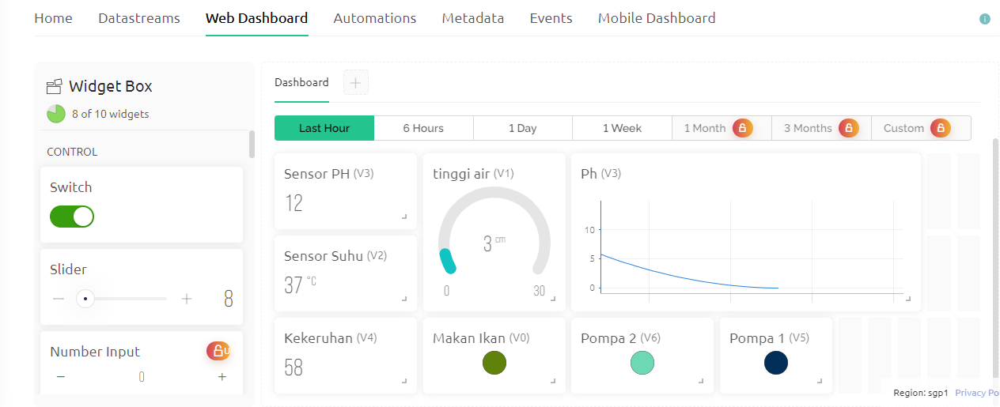 Home Datastreams Web Dashboard Automations Metadata Events Mobile Dashboard
Widget Box
8 of 10 widgets
CONTROL
Switch
Slider
8
Number Input
U
− 0 +
Dashboard
Last Hour 6 Hours 1 Day 1 Week 1 Month 3 Months Custom
Sensor PH (V3)
12
Sensor Suhu (V2)
37 °C
tinggi air (V1)
3 cm
0 30
Ph (V3)
10
5
0
Kekeruhan (V4)
58
Makan Ikan (V0)
Pompa 2 (V6)
Pompa 1 (V5)
Region: sgp1 Privacy Po